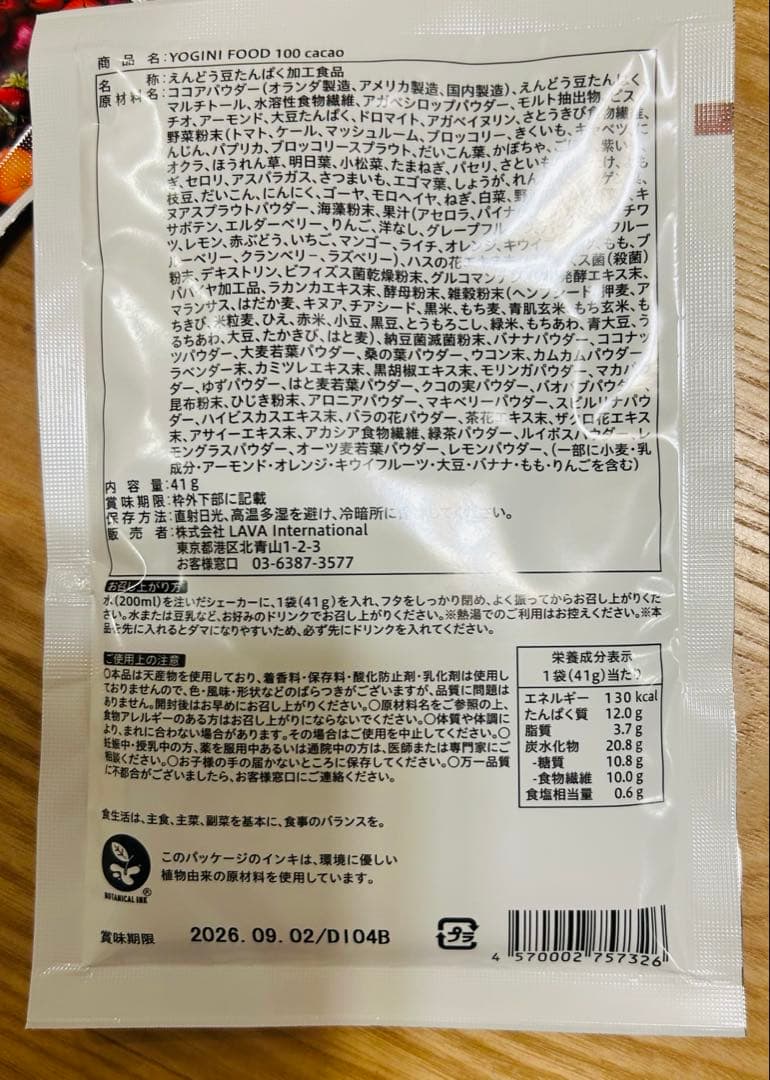 商品名:YOGINI FOOD 100 cacao
名称:えんどう豆たんぱく加工食品
原材料名:ココアパウダー(オランダ製造、アメリカ製造、国内製造)、えんどう豆たんぱく
マルチトール、水溶性食物繊維、アガベシロップパウダー、モルト抽出物、ピス
チオ、アーモンド、大豆たんぱく、ドロマイト、アガベイヌリン、さとうきび食物繊維、
野菜粉末(トマト、ケール、マッシュルーム、ブロッコリー、きくいも、キャベツ、に
んじん、パプリカ、ブロッコリースプラウト、だいこん葉、かぼちゃ、ご 紫い
オクラ、ほうれん草、明日葉、小松菜、たまねぎ、パセリ、さといも け、
ぎ、セロリ、アスパラガス、さつまいも、エゴマ葉、しょうが、れん
枝豆、だいこん、にんにく、ゴーヤ、モロヘイヤ、ねぎ、白菜、野 キ
ヌアスプラウトパウダー、海藻粉末、果汁(アセロラ、パイナ チワ
サボテン、エルダーベリー、りんご、洋なし、グレープフル フルー
ツ、レモン、赤ぶどう、いちご、マンゴー、ライチ、オレンジ、キウイ もも、ブ
ルーベリー、クランベリー、ラズベリー)、ハスの花エキス ス菌(殺菌)
粉末、デキストリン、ビフィズス菌乾燥粉末、グルコマンナン 発酵エキス末、
パパイヤ加工品、ラカンカエキス末、酵母粉末、雑穀粉末(ヘンプシード、押麦、ア
マランサス、はだか麦、キヌア、チアシード、黒米、もち麦、青肌玄米、もち玄米、も
ちきび、米粒麦、ひえ、赤米、小豆、黒豆、とうもろこし、緑米、もちあわ、青大豆、う
るちあわ、大豆、たかきび、はと麦)、納豆菌滅菌粉末、バナナパウダー、ココナッ
ツパウダー、大麦若葉パウダー、桑の葉パウダー、ウコン末、カムカムパウダー
ラベンダー末、カミツレエキス末、黒胡椒エキス末、モリンガパウダー、マカパ
ダー、ゆずパウダー、はと麦若葉パウダー、クコの実パウダー、バオバブパウダー、
昆布粉末、ひじき粉末、アロニアパウダー、マキベリーパウダー、スピルリナパウ
ダー、ハイビスカスエキス末、バラの花パウダー、茶花エキス末、ザクロ花エキス
末、アサイーエキス末、アカシア食物繊維、緑茶パウダー、ルイボスパウダー、レ
モングラスパウダー、オーツ麦若葉パウダー、レモンパウダー、(一部に小麦・乳
成分・アーモンド・オレンジ・キウイフルーツ・大豆・バナナ・もも・りんごを含む)
内容量:41g
賞味期限:枠外下部に記載
保存方法:直射日光、高温多湿を避け、冷暗所に ください。
販売者:株式会社 LAVA International
東京都港区北青山1-2-3
お客様窓口 03-6387-3577
お召し上がり方
水(200ml)を注いだシェーカーに、1袋(41g)を入れ、フタをしっかり閉め、よく振ってからお召し上がりくだ
さい。水または豆乳など、お好みのドリンクでお召し上がりください。※熱湯でのご利用はお控えください。※本
品を先に入れるとダマになりやすいため、必ず先にドリンクを入れてください。
ご使用上の注意
○本品は天産物を使用しており、着香料・保存料・酸化防止剤・乳化剤は使用し
ておりませんので、色・風味・形状などのばらつきがございますが、品質に問題は
ありません。開封後はお早めにお召し上がりください。○原材料名をご参照の上、
食物アレルギーのある方はお召し上がりにならないでください。○体質や体調に
より、まれに合わない場合があります。その場合はご使用を中止してください。○
妊娠中・授乳中の方、薬を服用中あるいは通院中の方は、医師または専門家にご
相談ください。○お子様の手の届かないところに保存してください。○万一品質
に不都合がございましたら、お客様窓口にご連絡ください。
栄養成分表示
1袋(41g)当たり
エネルギー 130 kcal
たんぱく質 12.0 g
脂質 3.7 g
炭水化物 20.8 g
-糖質 10.8 g
-食物繊維 10.0 g
食塩相当量 0.6 g
食生活は、主食、主菜、副菜を基本に、食事のバランスを。
このパッケージのインキは、環境に優しい
植物由来の原材料を使用しています。
BOTANICAL INK ®
賞味期限 2026.09.02/DI04B
プラ
4 570002 757326